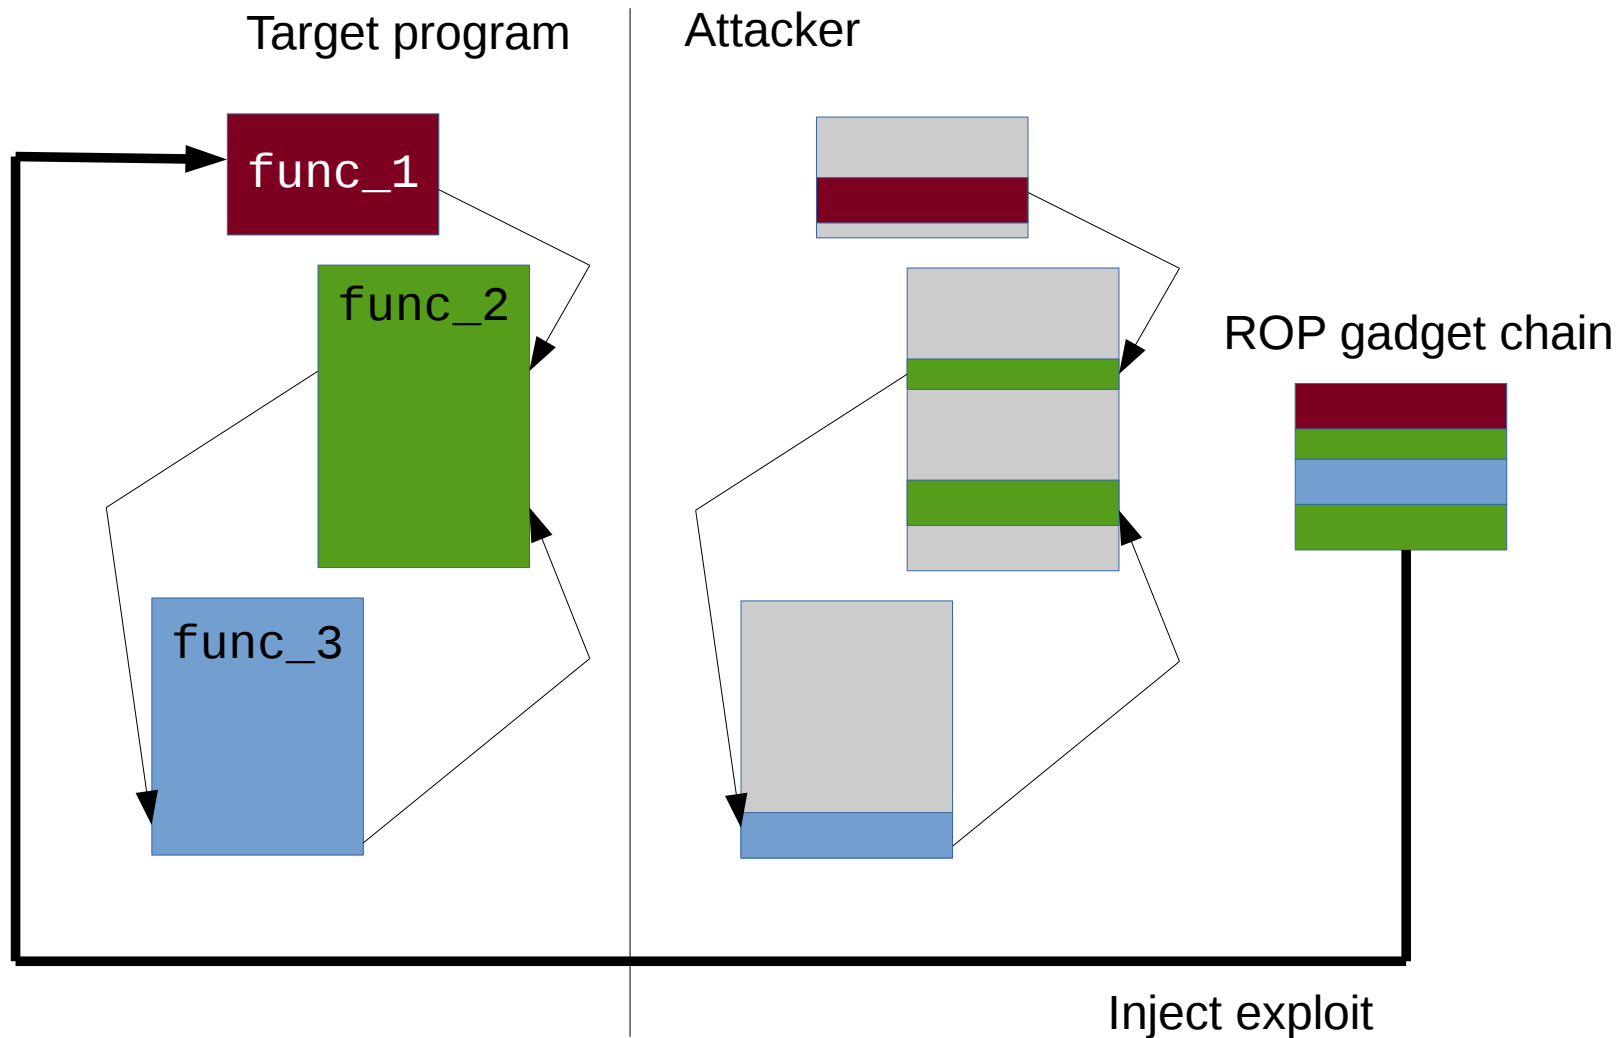 Target program
Attacker
func_1
func_2
ROP gadget chain
func_3
Inject exploit